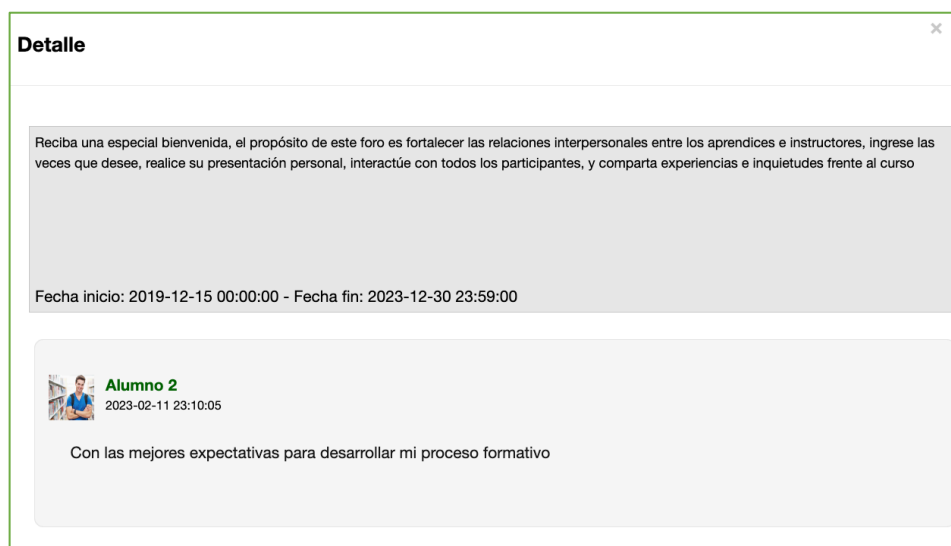 ×
Detalle
Reciba una especial bienvenida, el propósito de este foro es fortalecer las relaciones interpersonales entre los aprendices e instructores, ingrese las
veces que desee, realice su presentación personal, interactúe con todos los participantes, y comparta experiencias e inquietudes frente al curso
Fecha inicio: 2019-12-15 00:00:00 - Fecha fin: 2023-12-30 23:59:00
Alumno 2
2023-02-11 23:10:05
Con las mejores expectativas para desarrollar mi proceso formativo